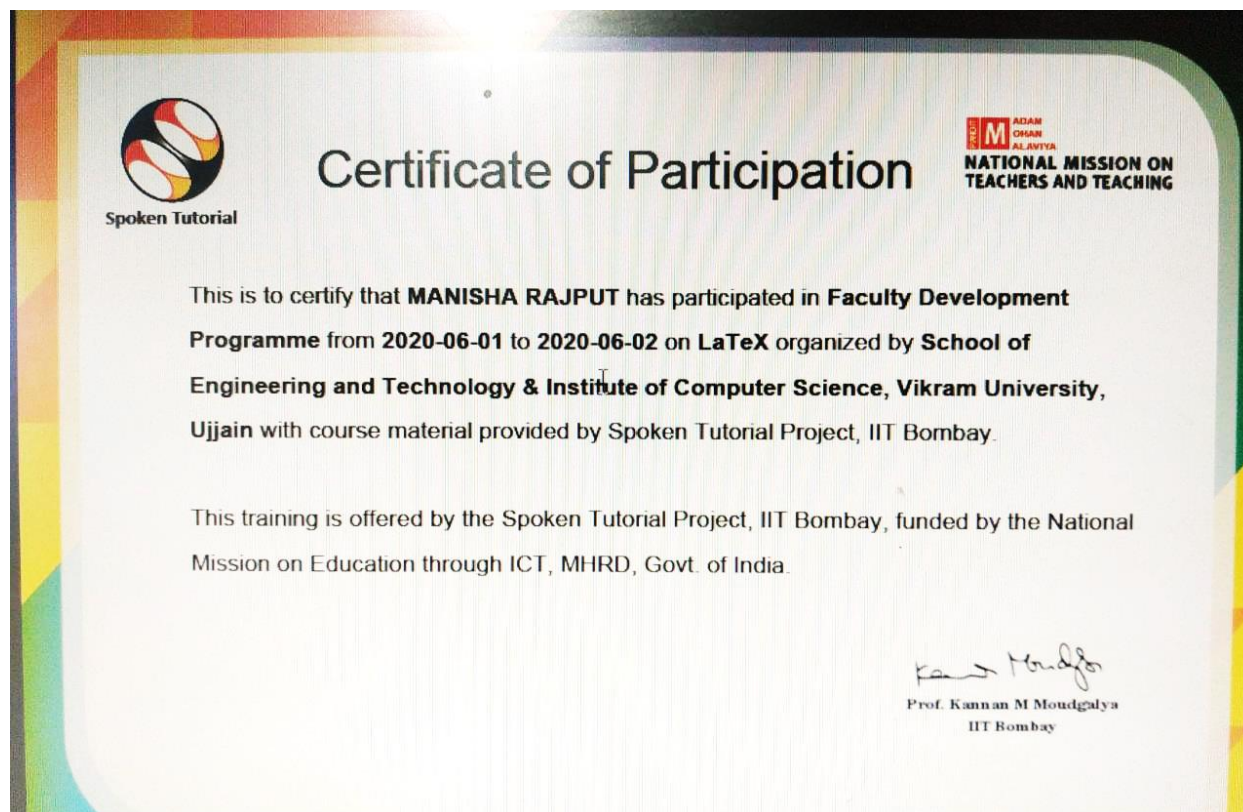 Spoken Tutorial
Certificate of Participation
PANDIT
M
ADAM
OHAN
ALAVIYA
NATIONAL MISSION ON
TEACHERS AND TEACHING
This is to certify that MANISHA RAJPUT has participated in Faculty Development
Programme from 2020-06-01 to 2020-06-02 on LaTeX organized by School of
Engineering and Technology & Institute of Computer Science, Vikram University,
Ujjain with course material provided by Spoken Tutorial Project, IIT Bombay.
This training is offered by the Spoken Tutorial Project, IIT Bombay, funded by the National
Mission on Education through ICT, MHRD, Govt. of India.
Prof. Kannan M Moudgalya
IIT Bombay